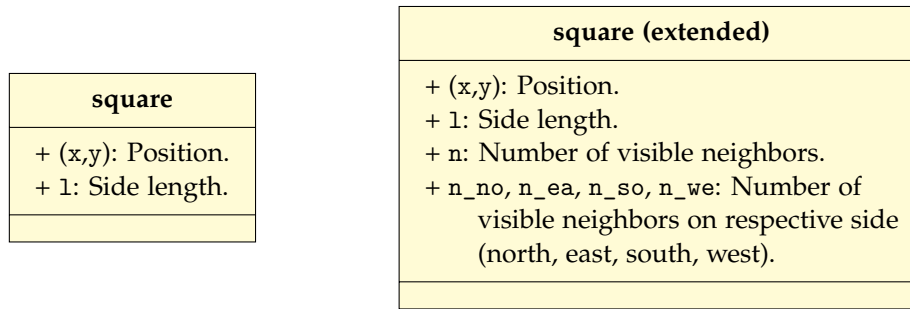 square
+ (x,y): Position.
+ l: Side length.
square (extended)
+ (x,y): Position.
+ l: Side length.
+ n: Number of visible neighbors.
+ n_no, n_ea, n_so, n_we: Number of
visible neighbors on respective side
(north, east, south, west).